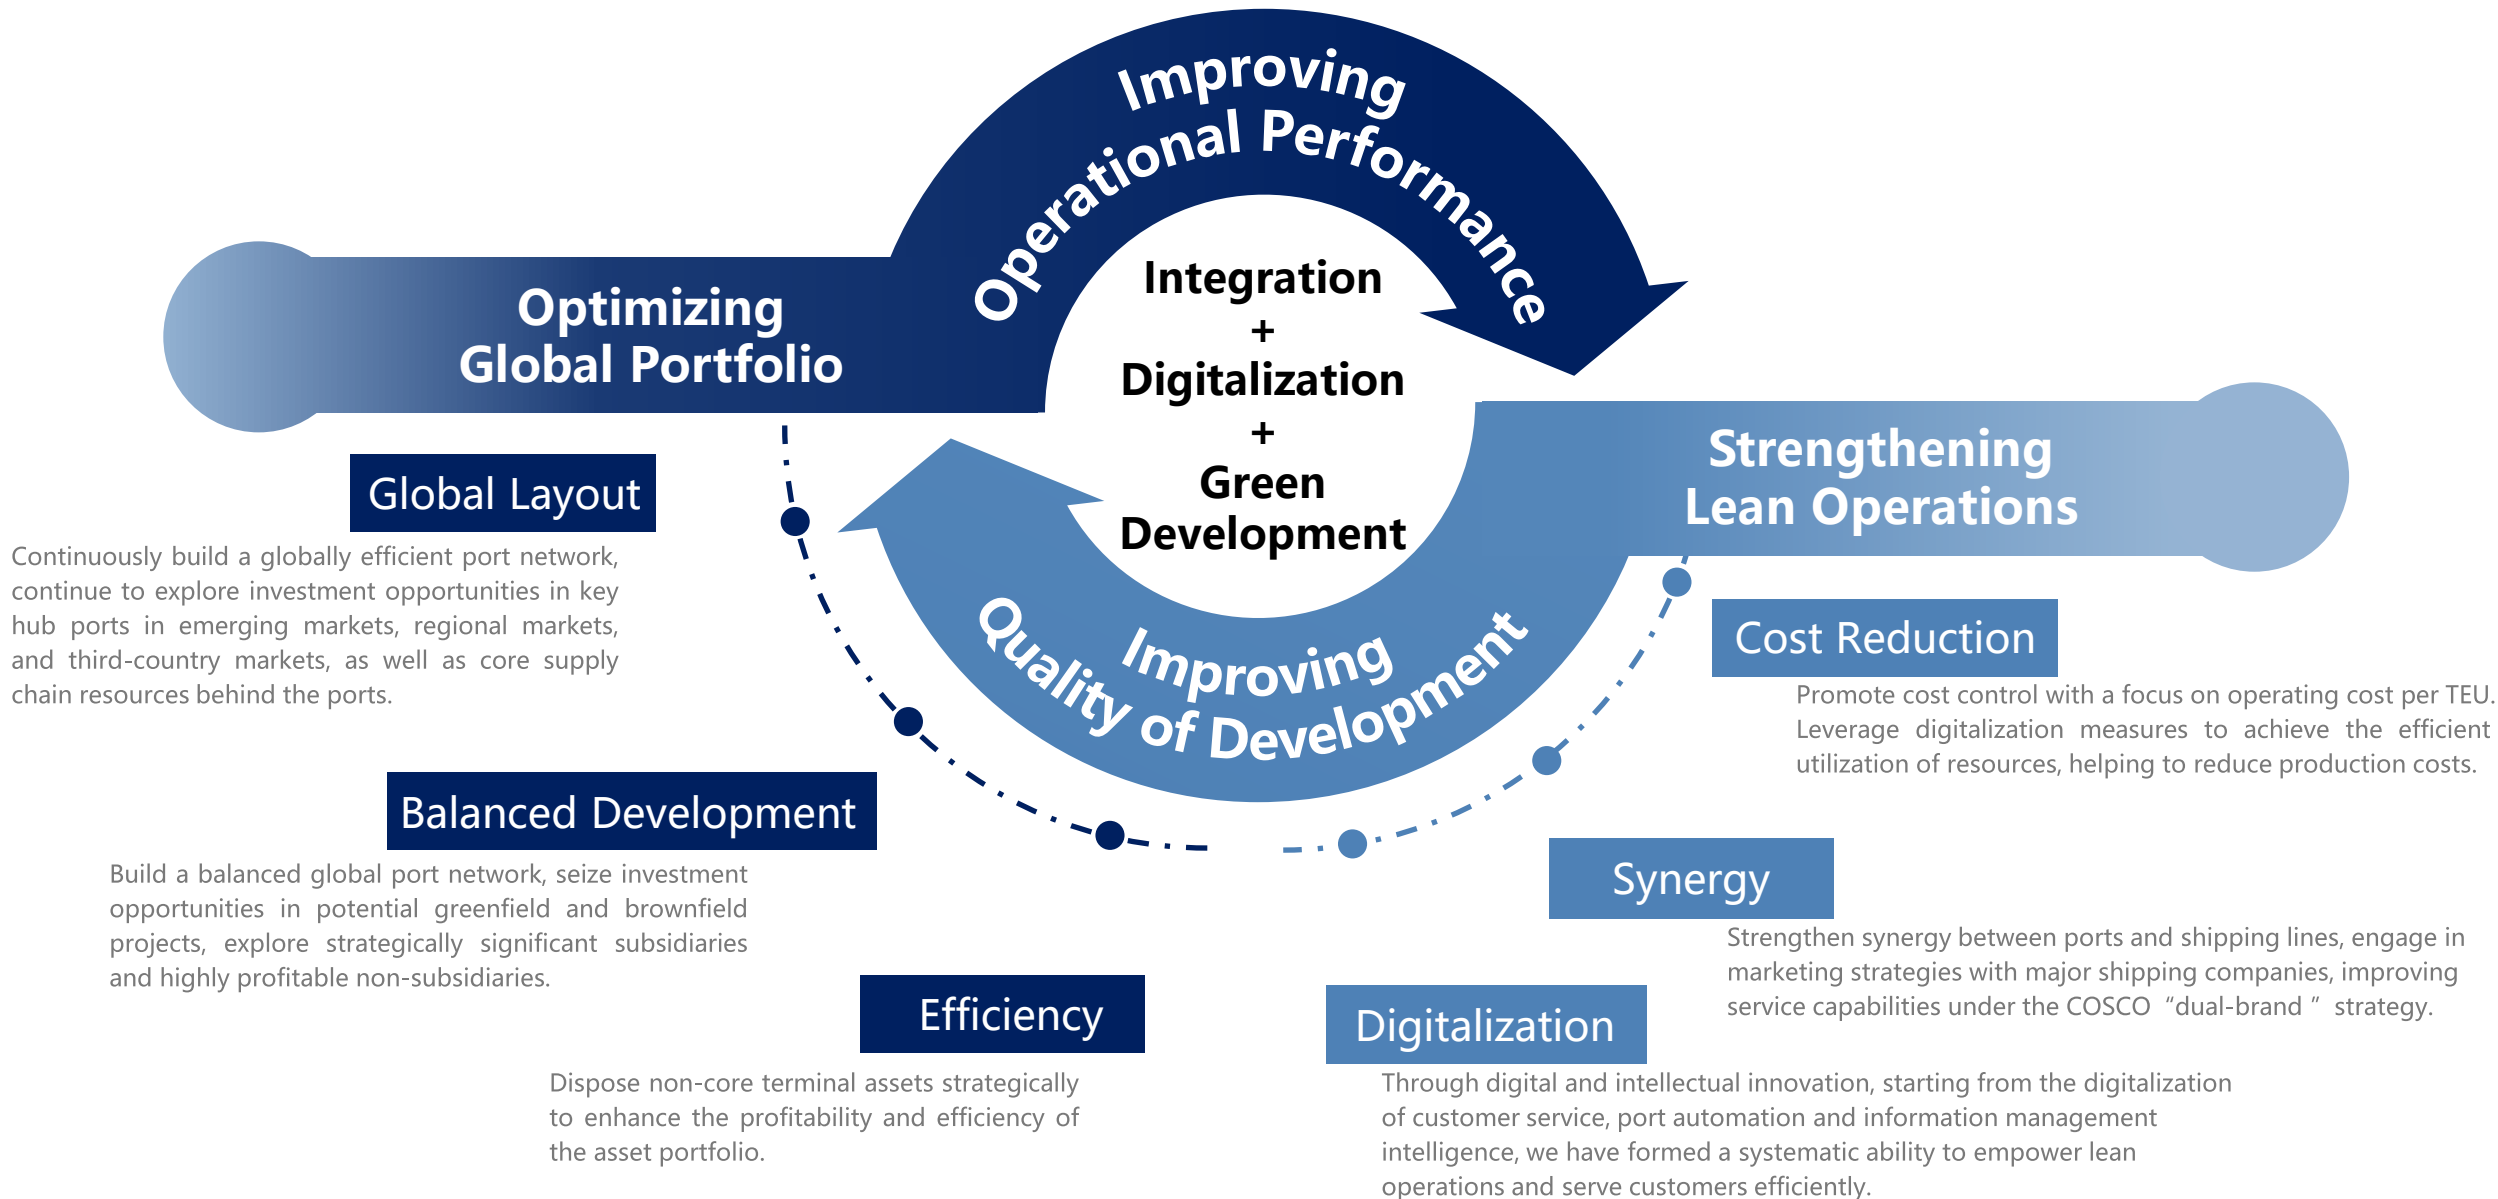 Improving
Operational Performance
Optimizing
Global Portfolio
Integration
+
Digitalization
+
Green
Development
Strengthening
Lean Operations
Improving
Quality of Development
Global Layout
Continuously build a globally efficient port network,
continue to explore investment opportunities in key
hub ports in emerging markets, regional markets,
and third-country markets, as well as core supply
chain resources behind the ports.
Balanced Development
Build a balanced global port network, seize investment
opportunities in potential greenfield and brownfield
projects, explore strategically significant subsidiaries
and highly profitable non-subsidiaries.
Efficiency
Dispose non-core terminal assets strategically
to enhance the profitability and efficiency of
the asset portfolio.
Cost Reduction
Promote cost control with a focus on operating cost per TEU.
Leverage digitalization measures to achieve the efficient
utilization of resources, helping to reduce production costs.
Synergy
Strengthen synergy between ports and shipping lines, engage in
marketing strategies with major shipping companies, improving
service capabilities under the COSCO “dual-brand ” strategy.
Digitalization
Through digital and intellectual innovation, starting from the digitalization
of customer service, port automation and information management
intelligence, we have formed a systematic ability to empower lean
operations and serve customers efficiently.